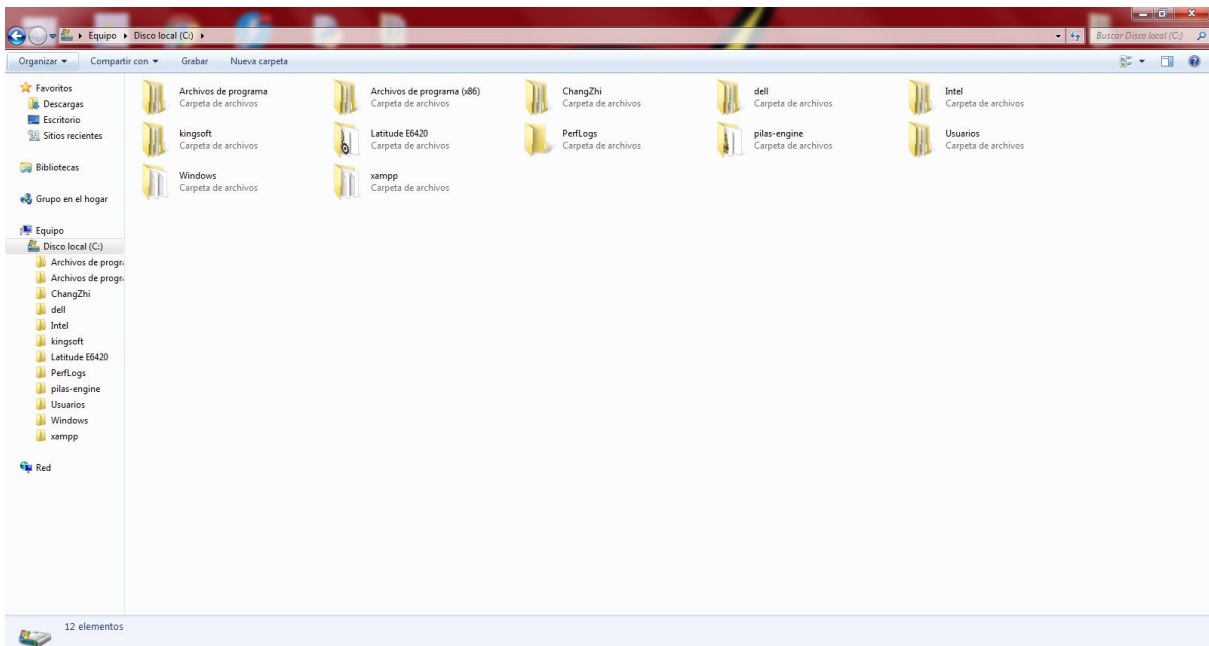 Equipo ▸ Disco local (C:) ▸
Buscar Disco local (C:)
Organizar
Compartir con
Grabar
Nueva carpeta
Favoritos
Descargas
Escritorio
Sitios recientes
Bibliotecas
Grupo en el hogar
Equipo
Disco local (C:)
Archivos de progra
Archivos de progra
ChangZhi
dell
Intel
kingsoft
Latitude E6420
PerfLogs
pilas-engine
Usuarios
Windows
xampp
Red
Archivos de programa
Carpeta de archivos
Archivos de programa (x86)
Carpeta de archivos
ChangZhi
Carpeta de archivos
dell
Carpeta de archivos
Intel
Carpeta de archivos
kingsoft
Carpeta de archivos
Latitude E6420
Carpeta de archivos
PerfLogs
Carpeta de archivos
pilas-engine
Carpeta de archivos
Usuarios
Carpeta de archivos
Windows
Carpeta de archivos
xampp
Carpeta de archivos
12 elementos